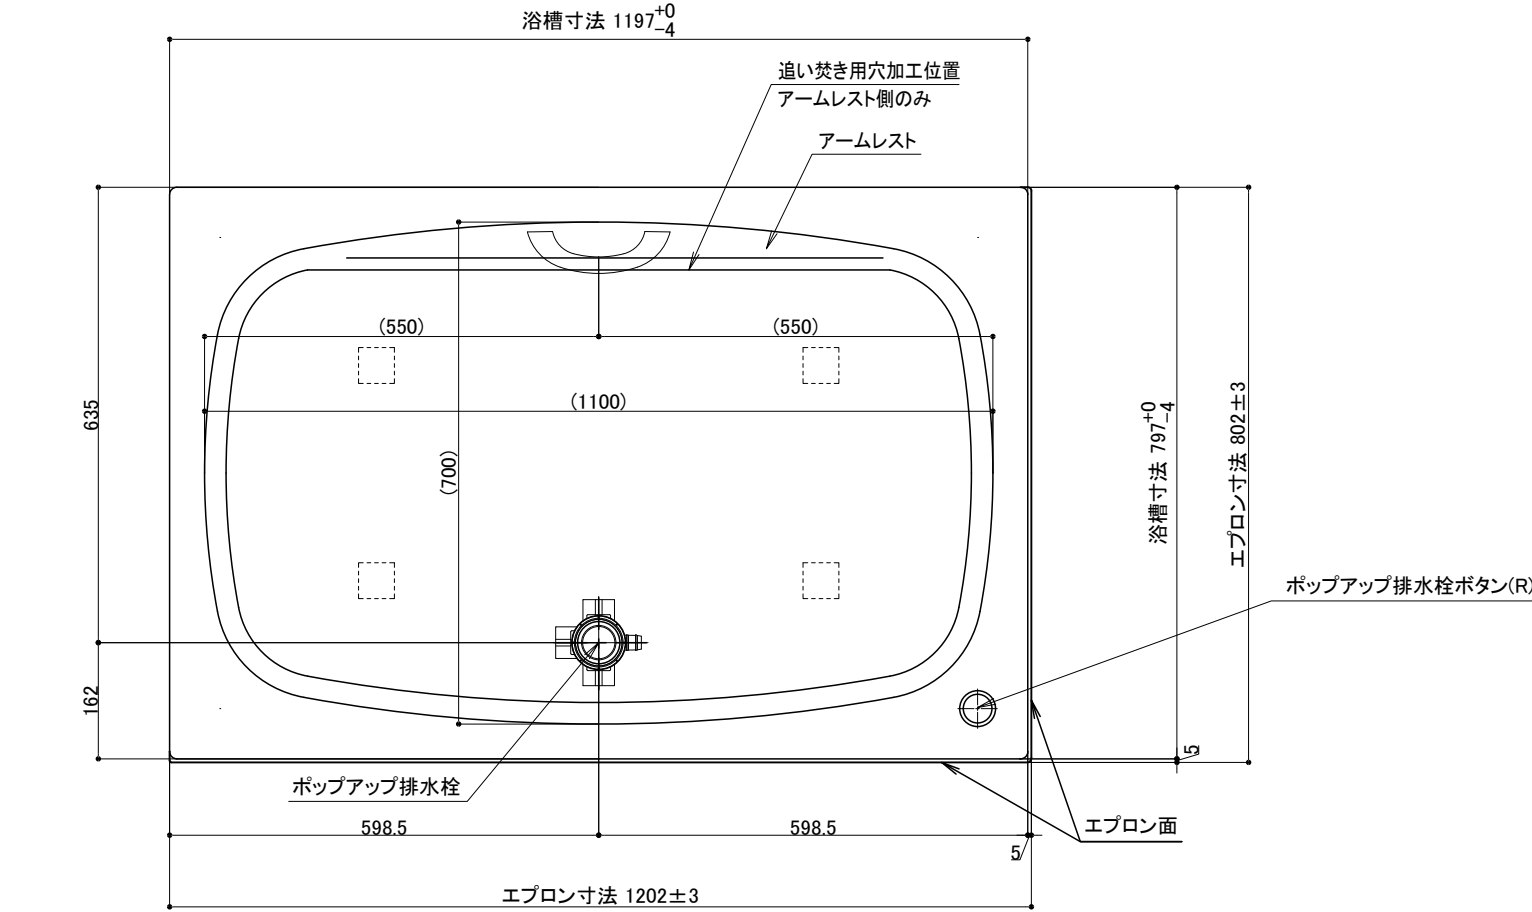 浴槽寸法 1197+0 -4
追い焚き用穴加工位置
アームレスト側のみ
アームレスト
(550)
(550)
(1100)
(700)
635
162
浴槽寸法 797+0 -4
エプロン寸法 802±3
ポップアップ排水栓ボタン(R)
5
ポップアップ排水栓
598.5
598.5
エプロン面
5
エプロン寸法 1202±3